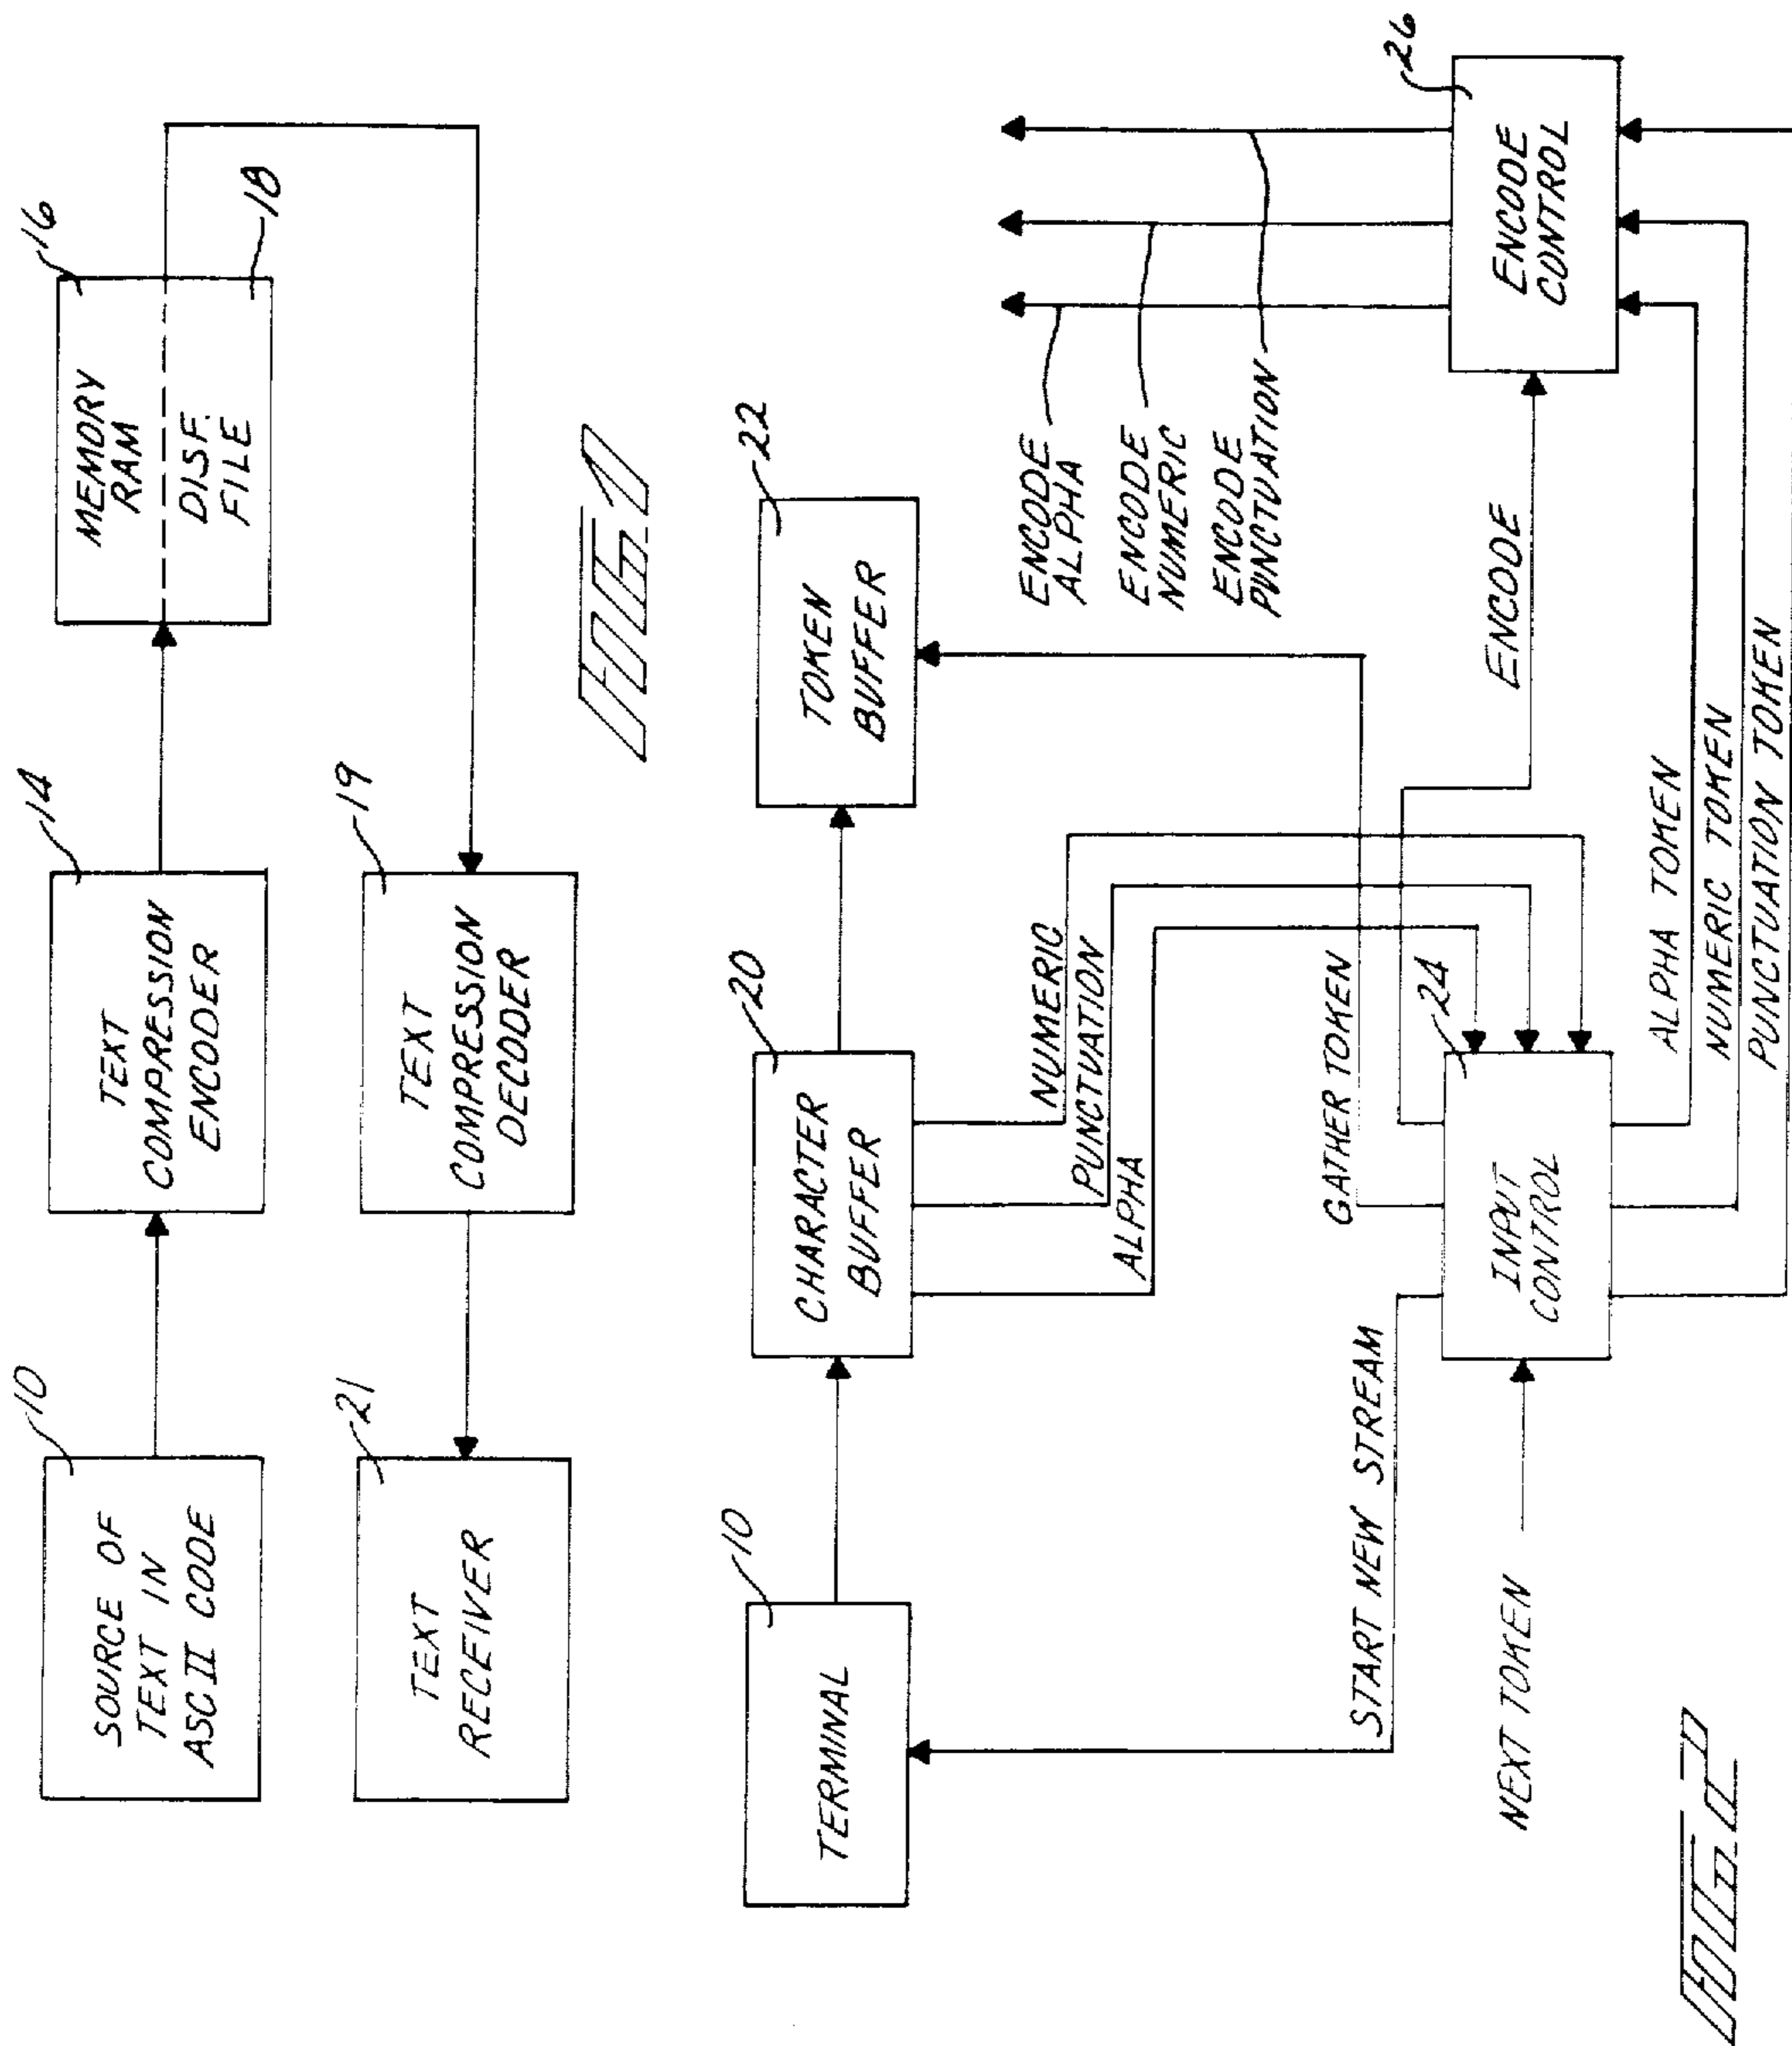 10
SOURCE OF
TEXT IN
ASCII CODE
14
TEXT
COMPRESSION
ENCODER
16
MEMORY
RAM
DISF.
FILE
18
21
TEXT
RECEIVER
19
TEXT
COMPRESSION
DECODER
FIG. 1
10
TERMINAL
20
CHARACTER
BUFFER
22
TOKEN
BUFFER
NUMERIC
PUNCTUATION
ALPHA
ENCODE
ALPHA
ENCODE
NUMERIC
ENCODE
PUNCTUATION
START NEW STREAM
GATHER TOKEN
24
INPUT
CONTROL
NEXT TOKEN
ENCODE
26
ENCODE
CONTROL
ALPHA TOKEN
NUMERIC TOKEN
PUNCTUATION TOKEN
FIG. 2